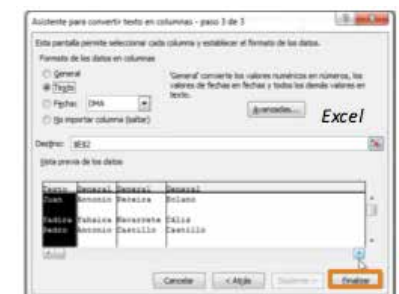 Asistente para convertir texto en columnas - paso 3 de 3
Esta pantalla permite seleccionar cada columna y establecer el formato de los datos.
Formato de los datos en columnas
General
Texto
Fecha: DMA
No importar columna (saltar)
'General' convierte los valores numéricos en números, los valores de fechas en fechas y todos los demás valores en texto.
Avanzadas...
Excel
Destino: $E$2
Vista previa de los datos
Texto General General General
Juan Antonio Pereira Solano
Yadira Yahaira Navarrete Cális
Pedro Antonio Castillo Castillo
Cancelar < Atrás Siguiente > Finalizar